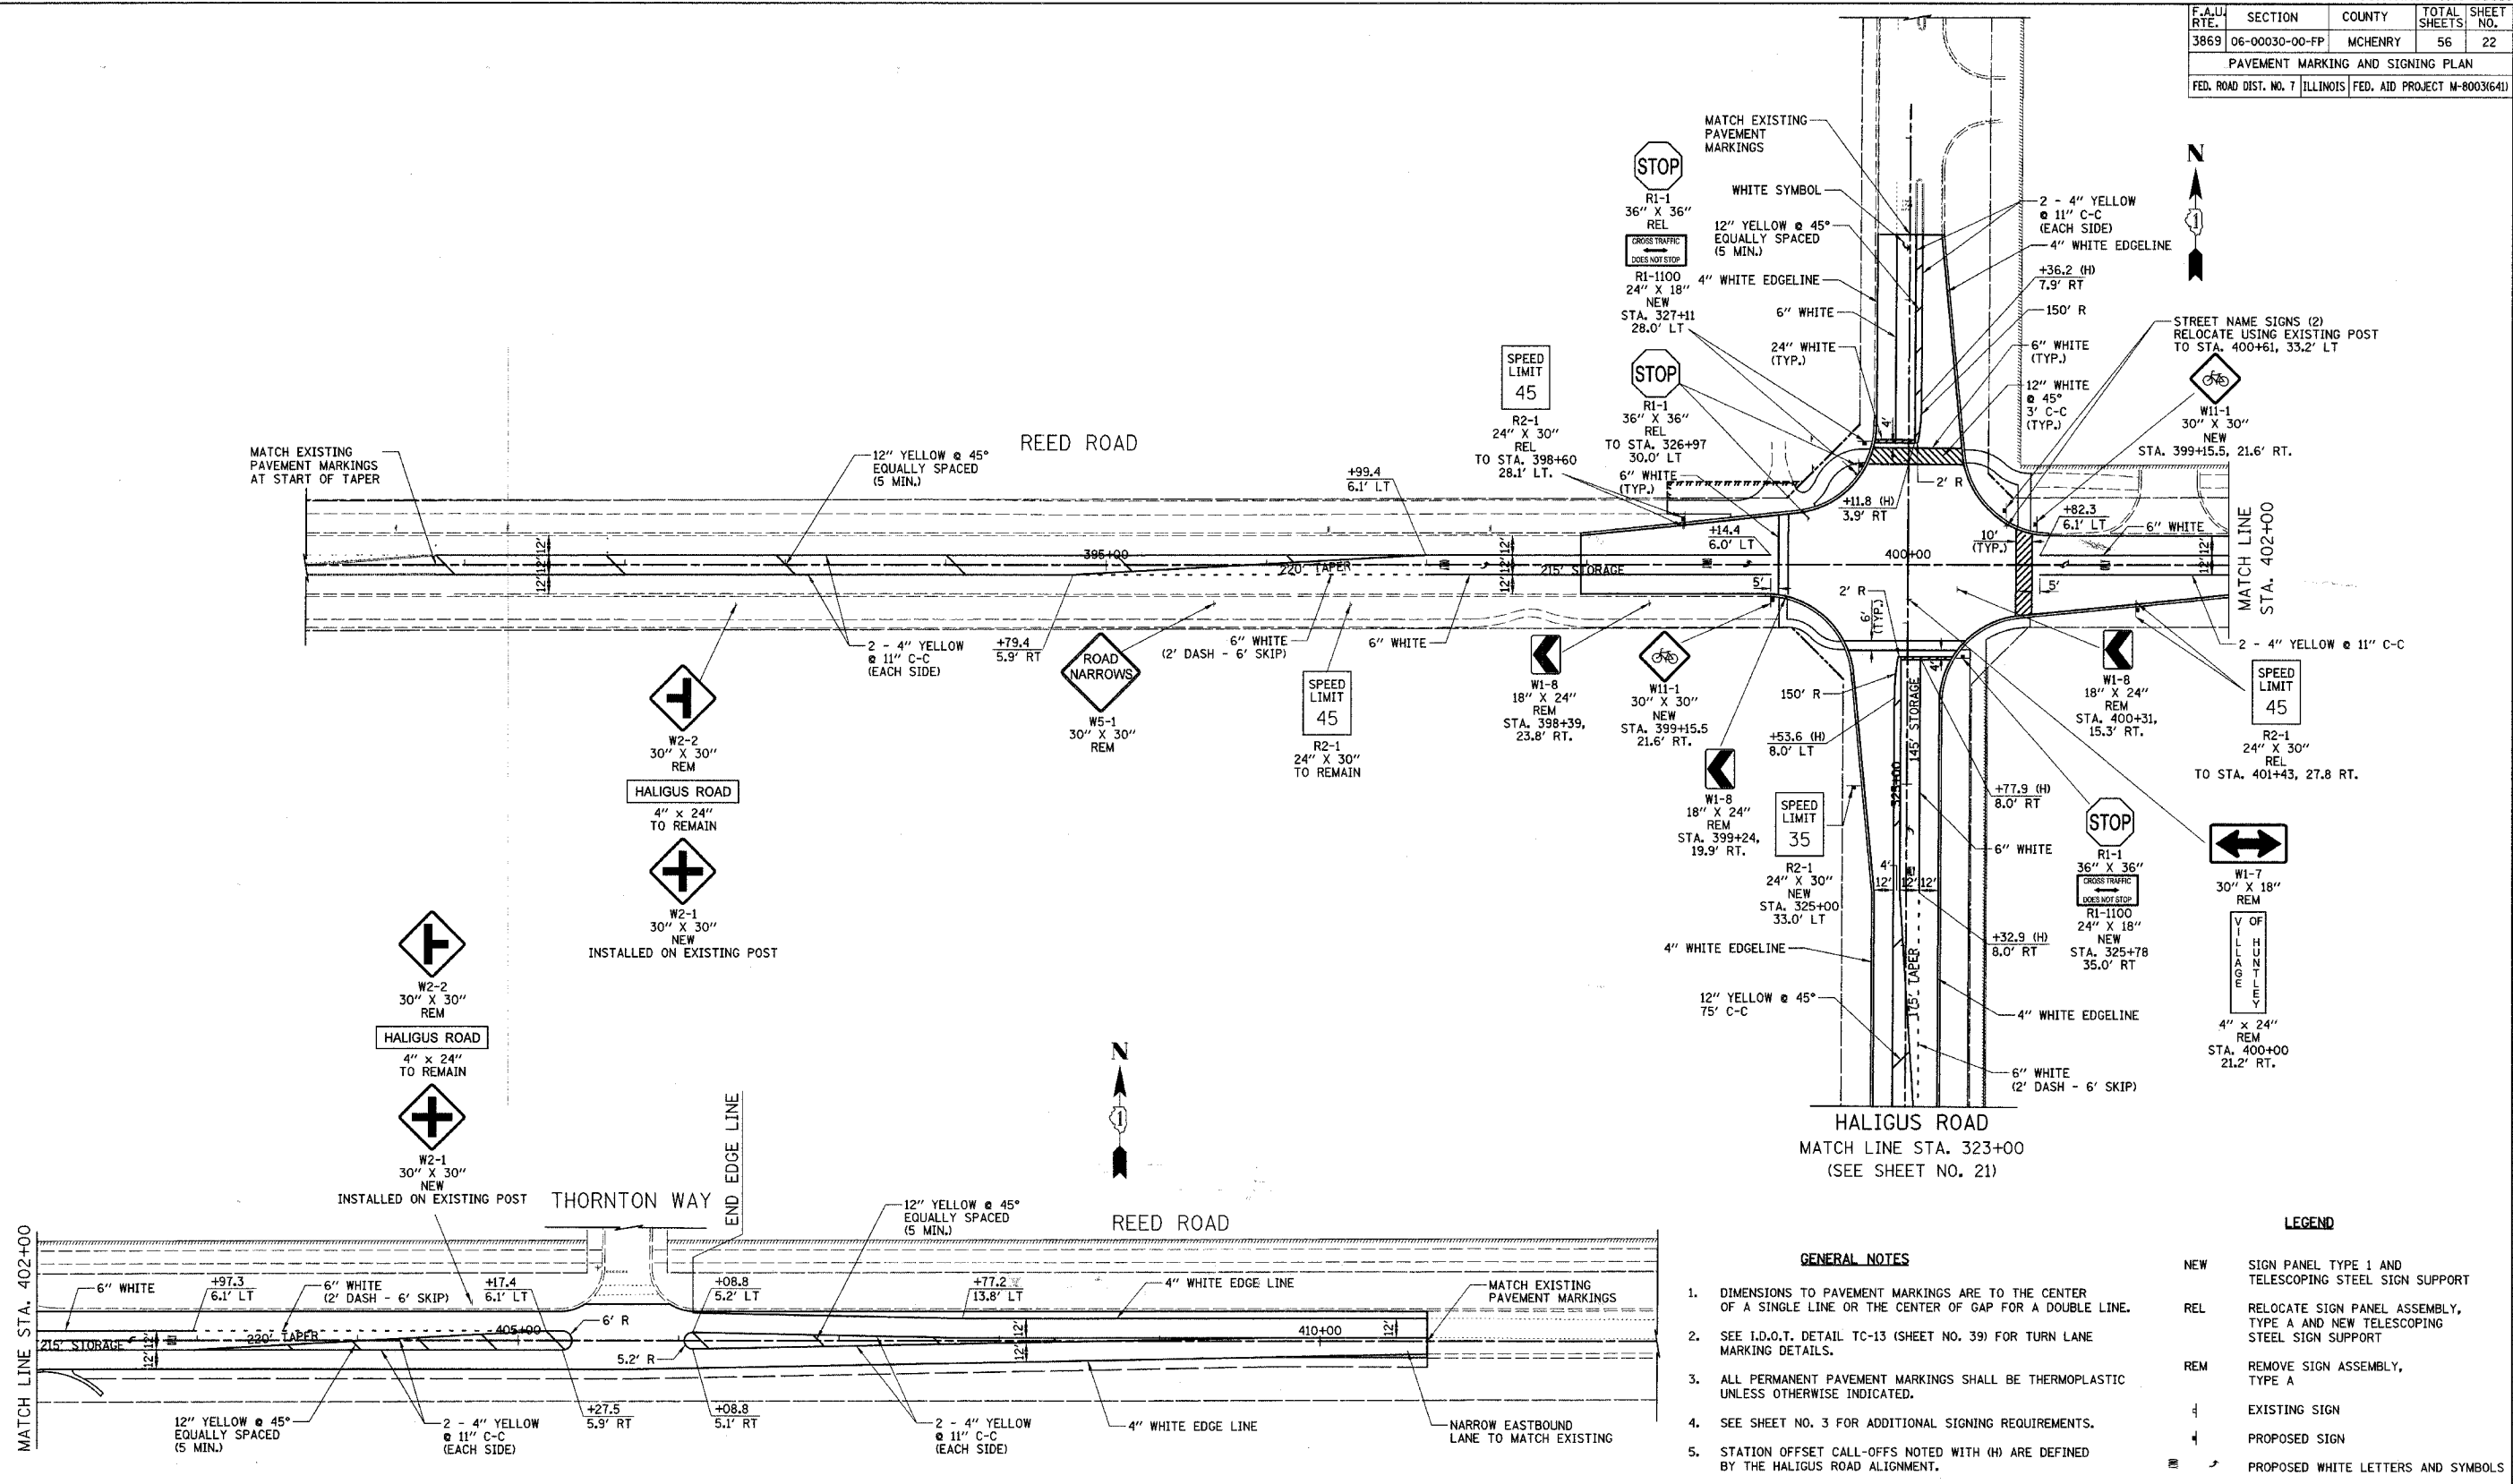 F.A.U. RTE. SECTION COUNTY TOTAL SHEETS SHEET NO.
3869 06-00030-00-FP MCHENRY 56 22
PAVEMENT MARKING AND SIGNING PLAN
FED. ROAD DIST. NO. 7 ILLINOIS FED. AID PROJECT M-8003(641)
MATCH EXISTING
PAVEMENT
MARKINGS
WHITE SYMBOL
12" YELLOW @ 45°
EQUALLY SPACED
(5 MIN.)
4" WHITE EDGELINE
6" WHITE
24" WHITE
(TYP.)
STOP
R1-1
36" X 36"
REL
CROSS TRAFFIC
DOES NOT STOP
R1-1100
24" X 18"
NEW
STA. 327+11
28.0' LT
STOP
R1-1
36" X 36"
REL
TO STA. 326+97
30.0' LT
6" WHITE
(TYP.)
SPEED
LIMIT
45
R2-1
24" X 30"
REL
TO STA. 398+60
28.1' LT.
N
1
2 - 4" YELLOW
@ 11" C-C
(EACH SIDE)
4" WHITE EDGELINE
+36.2 (H)
7.9' RT
150' R
STREET NAME SIGNS (2)
RELOCATE USING EXISTING POST
TO STA. 400+61, 33.2' LT
6" WHITE
(TYP.)
12" WHITE
@ 45°
3' C-C
(TYP.)
W11-1
30" X 30"
NEW
STA. 399+15.5, 21.6' RT.
4'
2' R
+11.8 (H)
3.9' RT
+82.3
6.1' LT
6" WHITE
10'
(TYP.)
5'
12' 12'
MATCH LINE
STA. 402+00
REED ROAD
MATCH EXISTING
PAVEMENT MARKINGS
AT START OF TAPER
12" YELLOW @ 45°
EQUALLY SPACED
(5 MIN.)
+99.4
6.1' LT
+14.4
6.0' LT
12' 12' 12' 12'
395+00
220' TAPER
12' 12' 12'
215' STORAGE
5'
400+00
2' R
6'
(TYP.)
4'
2 - 4" YELLOW
@ 11" C-C
(EACH SIDE)
+79.4
5.9' RT
6" WHITE
(2' DASH - 6' SKIP)
6" WHITE
W2-2
30" X 30"
REM
HALIGUS ROAD
4" x 24"
TO REMAIN
W2-1
30" X 30"
NEW
INSTALLED ON EXISTING POST
ROAD
NARROWS
W5-1
30" X 30"
REM
SPEED
LIMIT
45
R2-1
24" X 30"
TO REMAIN
W1-8
18" X 24"
REM
STA. 398+39,
23.8' RT.
W11-1
30" X 30"
NEW
STA. 399+15.5
21.6' RT.
W1-8
18" X 24"
REM
STA. 399+24,
19.9' RT.
150' R
+53.6 (H)
8.0' LT
SPEED
LIMIT
35
R2-1
24" X 30"
NEW
STA. 325+00
33.0' LT
145' STORAGE
325+00
4'
12' 12' 12'
175' TAPER
4" WHITE EDGELINE
12" YELLOW @ 45°
75' C-C
W1-8
18" X 24"
REM
STA. 400+31,
15.3' RT.
2 - 4" YELLOW @ 11" C-C
SPEED
LIMIT
45
R2-1
24" X 30"
REL
TO STA. 401+43, 27.8 RT.
+77.9 (H)
8.0' RT
6" WHITE
STOP
R1-1
36" X 36"
CROSS TRAFFIC
DOES NOT STOP
R1-1100
24" X 18"
NEW
STA. 325+78
35.0' RT
W1-7
30" X 18"
REM
VILLAGE OF HUNTLEY
4" x 24"
REM
STA. 400+00
21.2' RT.
+32.9 (H)
8.0' RT
4" WHITE EDGELINE
6" WHITE
(2' DASH - 6' SKIP)
HALIGUS ROAD
MATCH LINE STA. 323+00
(SEE SHEET NO. 21)
W2-2
30" X 30"
REM
HALIGUS ROAD
4" x 24"
TO REMAIN
W2-1
30" X 30"
NEW
INSTALLED ON EXISTING POST
THORNTON WAY
END EDGE LINE
N
1
REED ROAD
MATCH LINE STA. 402+00
6" WHITE
+97.3
6.1' LT
6" WHITE
(2' DASH - 6' SKIP)
+17.4
6.1' LT
6' R
+08.8
5.2' LT
12" YELLOW @ 45°
EQUALLY SPACED
(5 MIN.)
+77.2
13.8' LT
4" WHITE EDGE LINE
MATCH EXISTING
PAVEMENT MARKINGS
215' STORAGE
12' 12'
220' TAPER
405+00
5.2' R
12' 12'
410+00
12'
12" YELLOW @ 45°
EQUALLY SPACED
(5 MIN.)
2 - 4" YELLOW
@ 11" C-C
(EACH SIDE)
+27.5
5.9' RT
+08.8
5.1' RT
2 - 4" YELLOW
@ 11" C-C
(EACH SIDE)
4" WHITE EDGE LINE
NARROW EASTBOUND
LANE TO MATCH EXISTING
GENERAL NOTES
1. DIMENSIONS TO PAVEMENT MARKINGS ARE TO THE CENTER
OF A SINGLE LINE OR THE CENTER OF GAP FOR A DOUBLE LINE.
2. SEE I.D.O.T. DETAIL TC-13 (SHEET NO. 39) FOR TURN LANE
MARKING DETAILS.
3. ALL PERMANENT PAVEMENT MARKINGS SHALL BE THERMOPLASTIC
UNLESS OTHERWISE INDICATED.
4. SEE SHEET NO. 3 FOR ADDITIONAL SIGNING REQUIREMENTS.
5. STATION OFFSET CALL-OFFS NOTED WITH (H) ARE DEFINED
BY THE HALIGUS ROAD ALIGNMENT.
LEGEND
NEW SIGN PANEL TYPE 1 AND
TELESCOPING STEEL SIGN SUPPORT
REL RELOCATE SIGN PANEL ASSEMBLY,
TYPE A AND NEW TELESCOPING
STEEL SIGN SUPPORT
REM REMOVE SIGN ASSEMBLY,
TYPE A
EXISTING SIGN
PROPOSED SIGN
PROPOSED WHITE LETTERS AND SYMBOLS